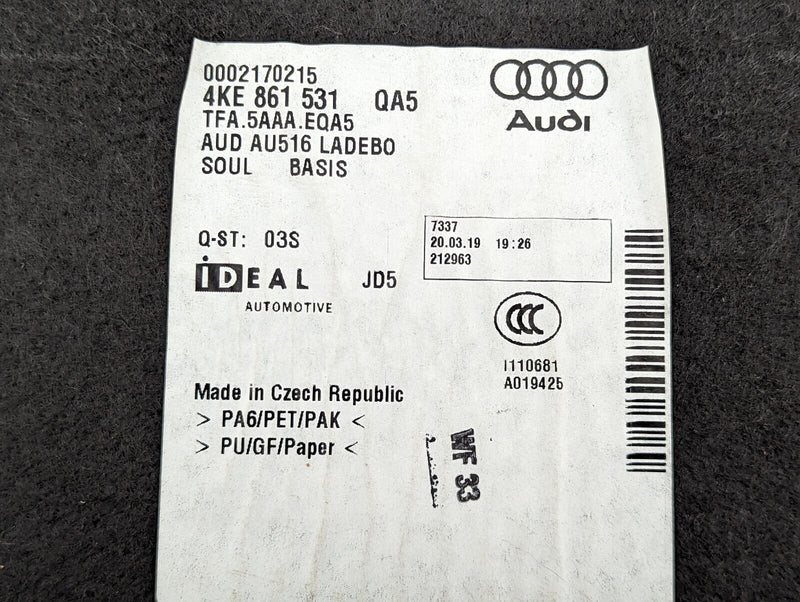 0002170215
4KE 861 531 QA5
TFA.5AAA.EQA5
AUD AU516 LADEBO
SOUL BASIS
Audi
Q-ST: 03S
7337
20.03.19 19:26
212963
iDEAL JD5
AUTOMOTIVE
CCC
I110681
A019425
Made in Czech Republic
> PA6/PET/PAK <
> PU/GF/Paper <
WF 33